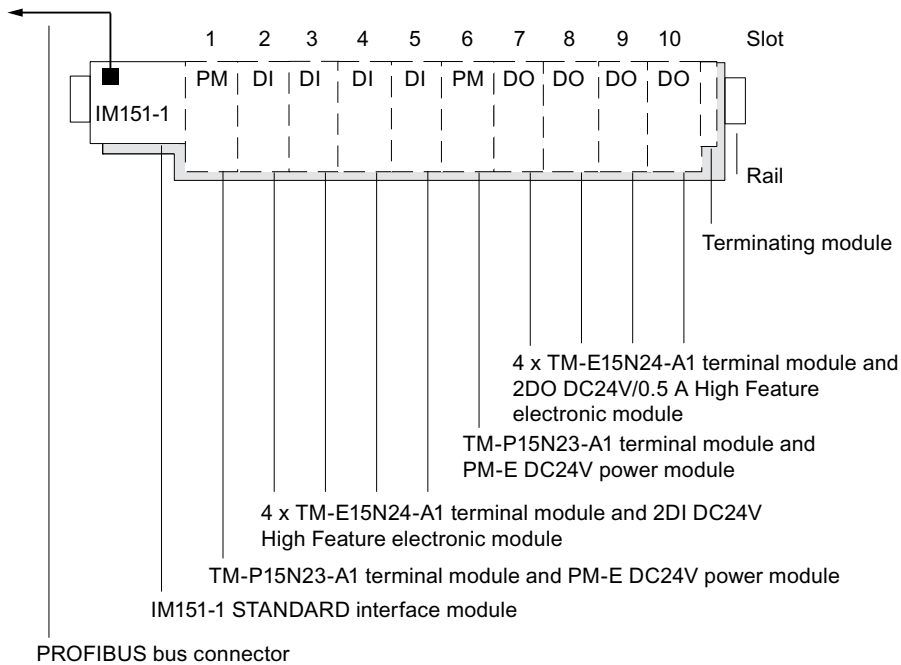 1 2 3 4 5 6 7 8 9 10 Slot
PM DI DI DI DI PM DO DO DO DO
IM151-1
Rail
Terminating module
4 x TM-E15N24-A1 terminal module and
2DO DC24V/0.5 A High Feature
electronic module
TM-P15N23-A1 terminal module and
PM-E DC24V power module
4 x TM-E15N24-A1 terminal module and 2DI DC24V
High Feature electronic module
TM-P15N23-A1 terminal module and PM-E DC24V power module
IM151-1 STANDARD interface module
PROFIBUS bus connector